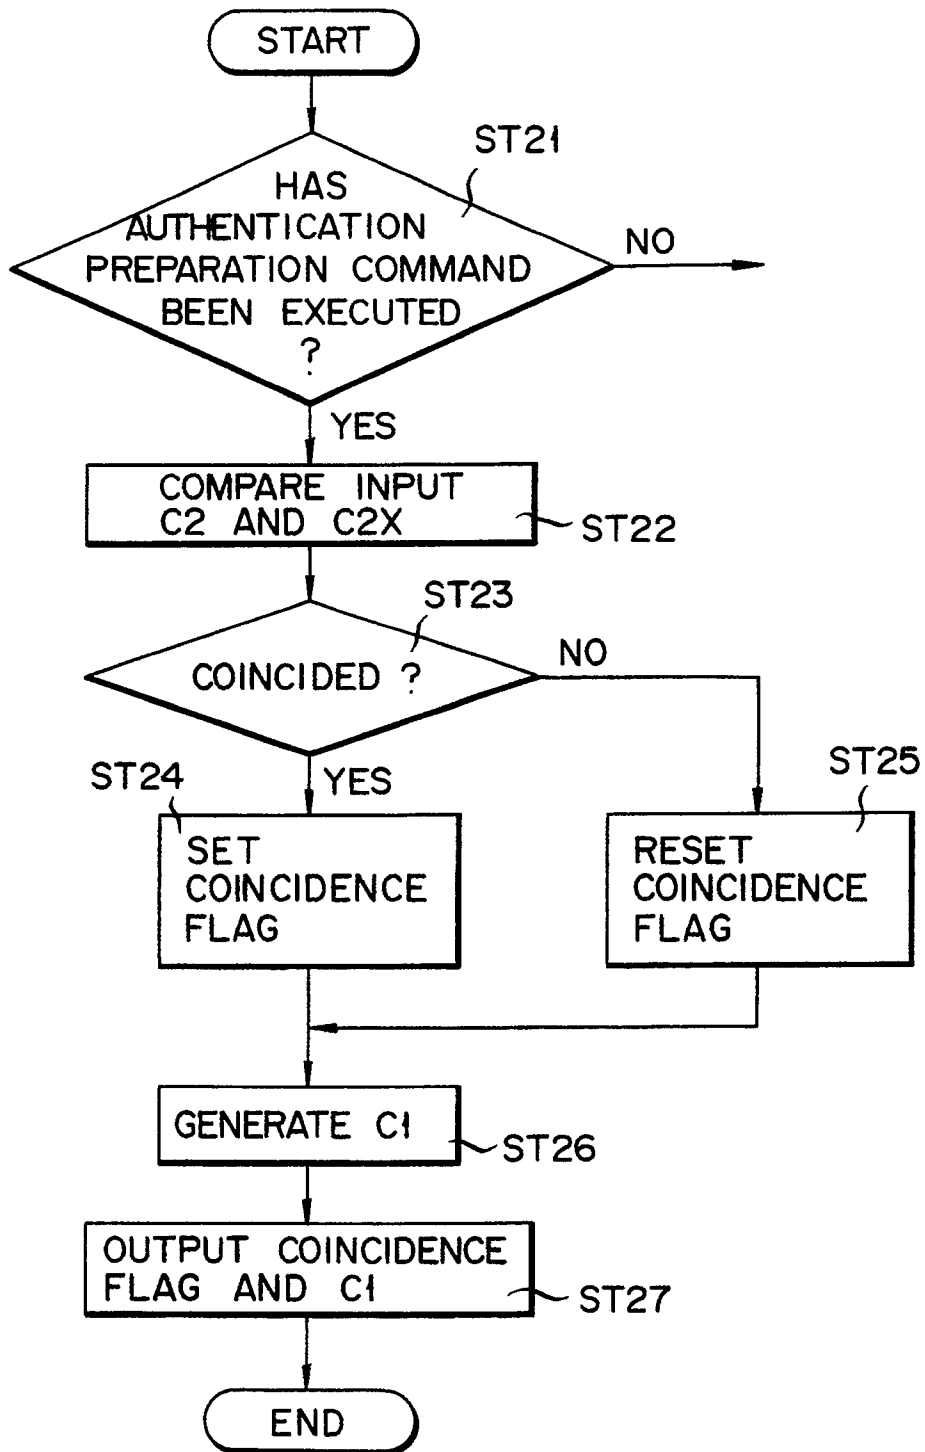 START
ST21
HAS
AUTHENTICATION
PREPARATION COMMAND
BEEN EXECUTED
?
NO
YES
COMPARE INPUT
C2 AND C2X
ST22
ST23
COINCIDED ?
NO
YES
ST24
SET
COINCIDENCE
FLAG
ST25
RESET
COINCIDENCE
FLAG
GENERATE C1
ST26
OUTPUT COINCIDENCE
FLAG AND C1
ST27
END